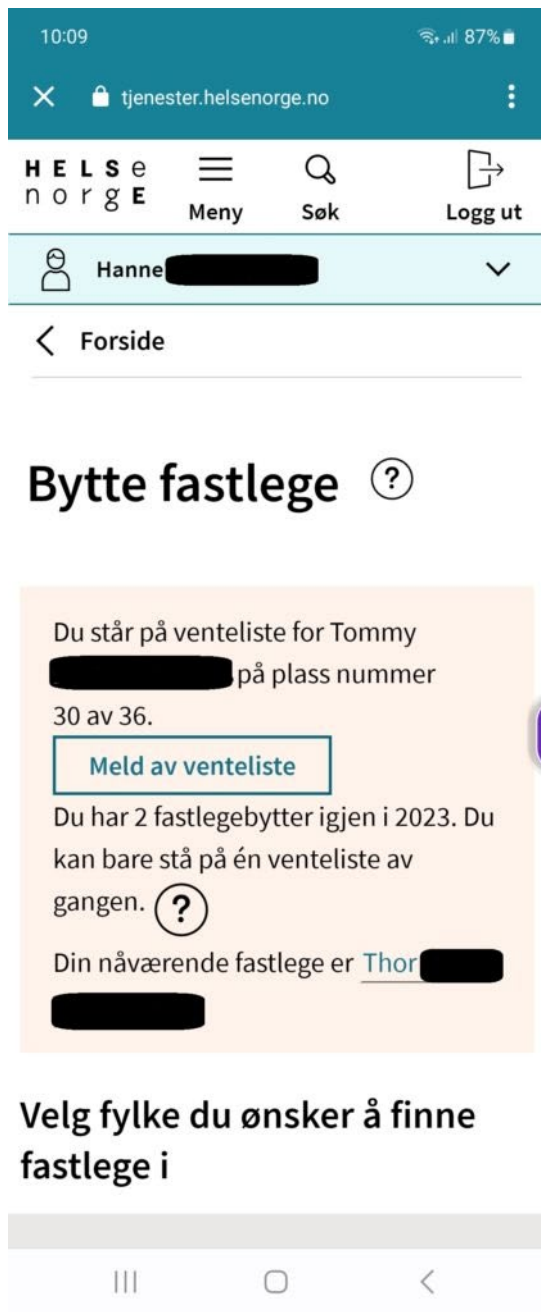 10:09 87%
tjenester.helsenorge.no
HELSe
norgE
Meny Søk Logg ut
Hanne
Forside
Bytte fastlege ?
Du står på venteliste for Tommy
på plass nummer
30 av 36.
Meld av venteliste
Du har 2 fastlegebytter igjen i 2023. Du
kan bare stå på én venteliste av
gangen. ?
Din nåværende fastlege er Thor
Velg fylke du ønsker å finne
fastlege i